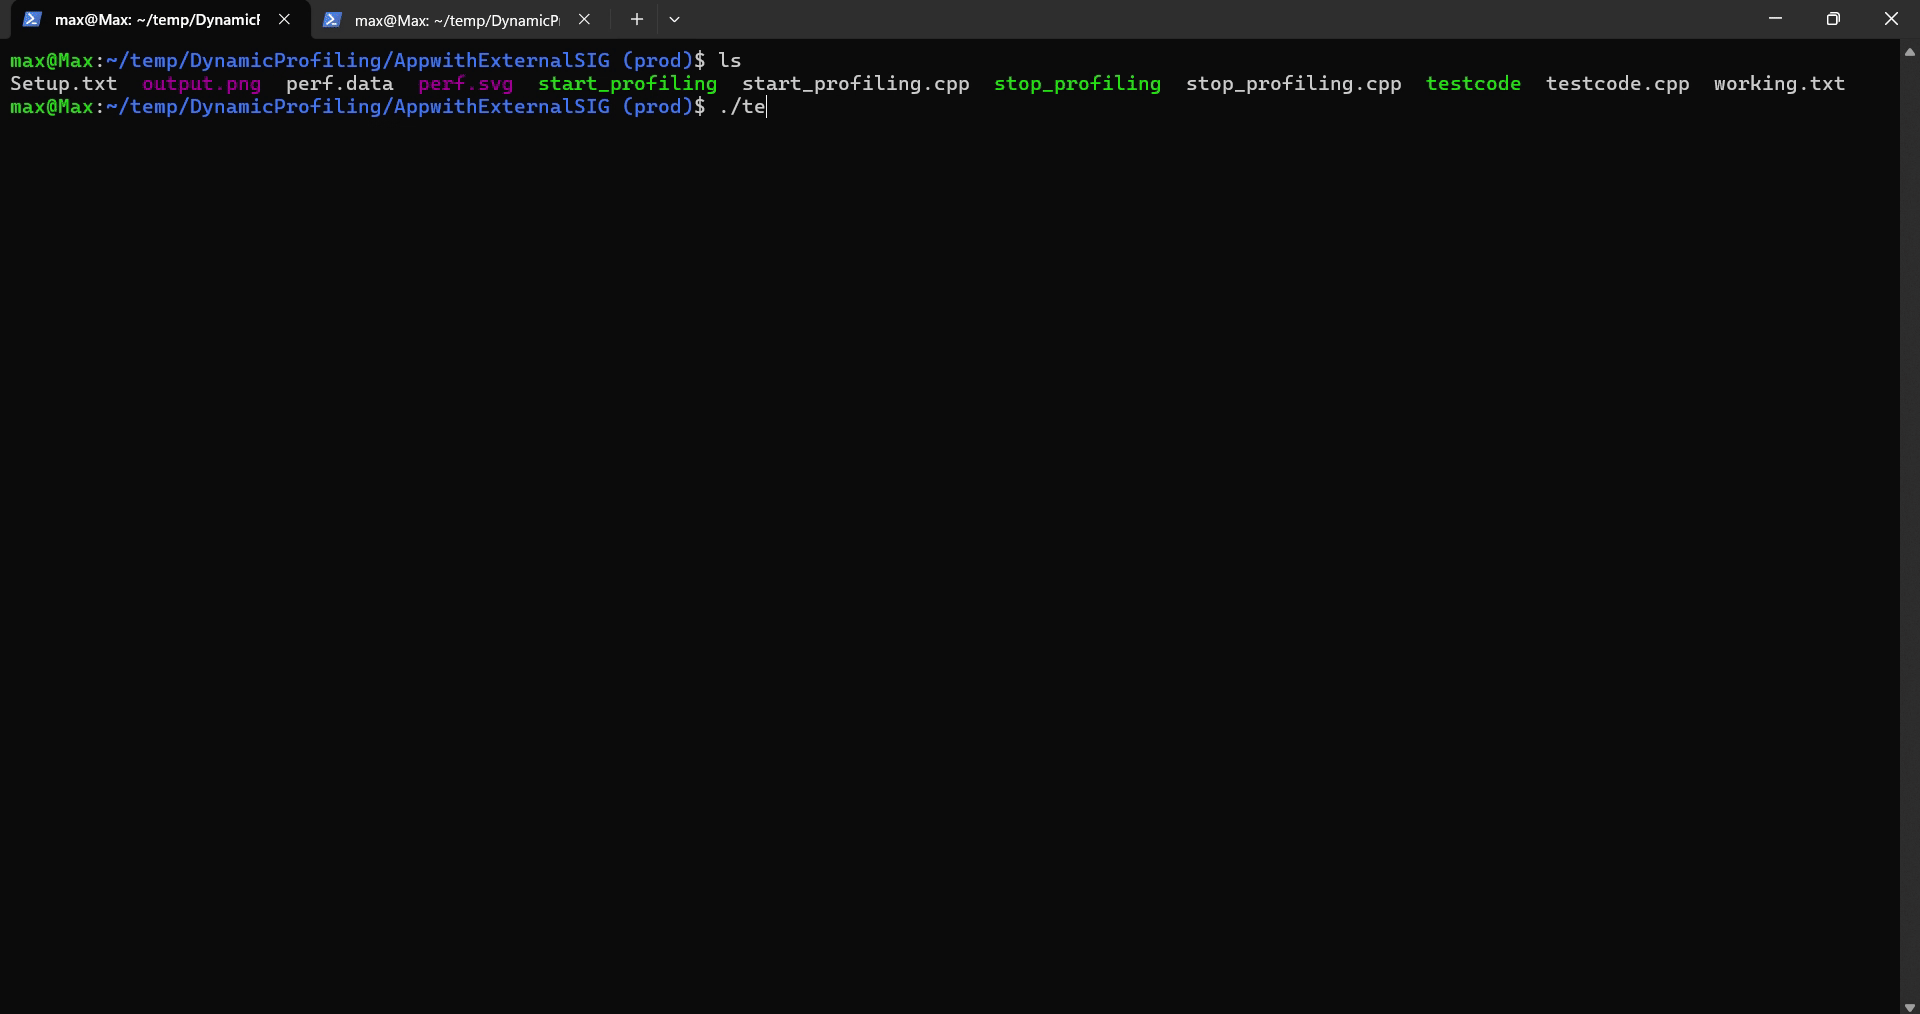 max@Max: ~/temp/DynamicP
max@Max: ~/temp/DynamicP
max@Max:~/temp/DynamicProfiling/AppwithExternalSIG (prod)$ ls
Setup.txt output.png perf.data perf.svg start_profiling start_profiling.cpp stop_profiling stop_profiling.cpp testcode testcode.cpp working.txt
max@Max:~/temp/DynamicProfiling/AppwithExternalSIG (prod)$ ./te